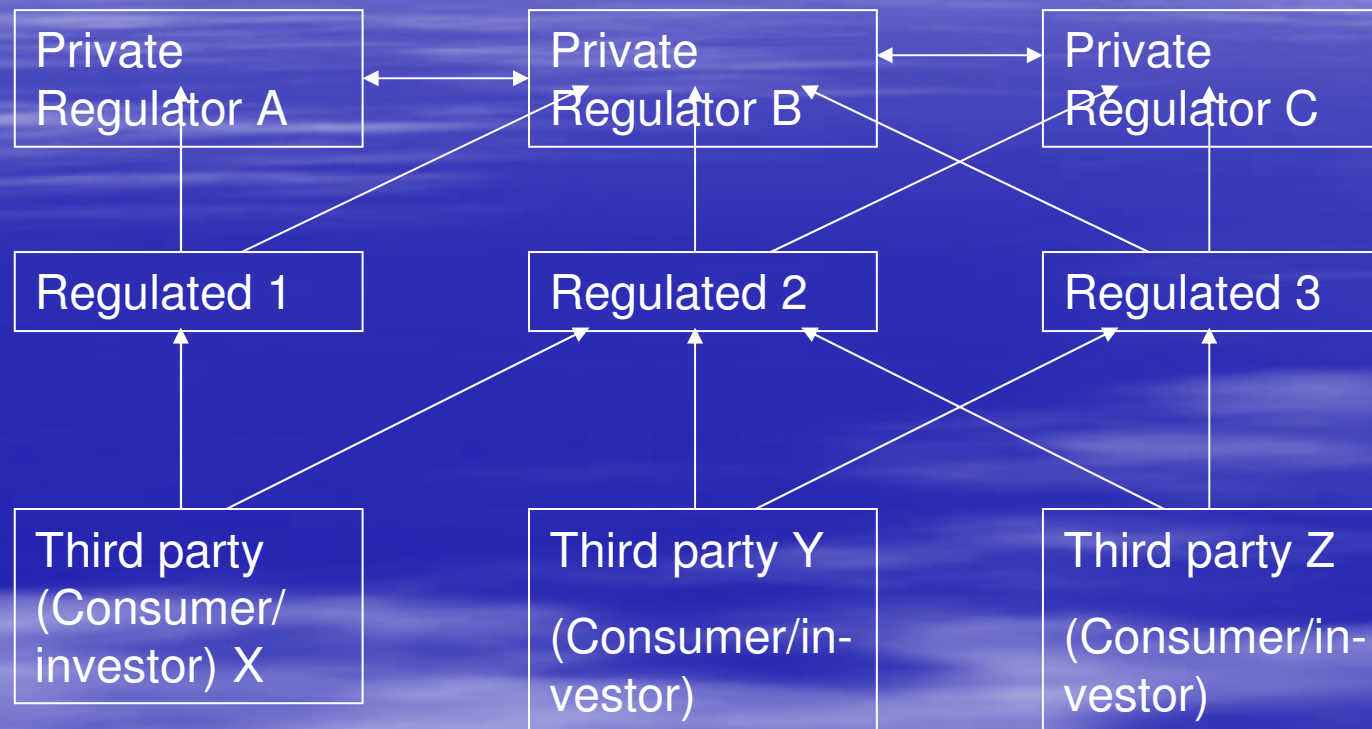 Private
Regulator A
Private
Regulator B
Private
Regulator C
Regulated 1
Regulated 2
Regulated 3
Third party
(Consumer/
investor) X
Third party Y
(Consumer/in-
vestor)
Third party Z
(Consumer/in-
vestor)